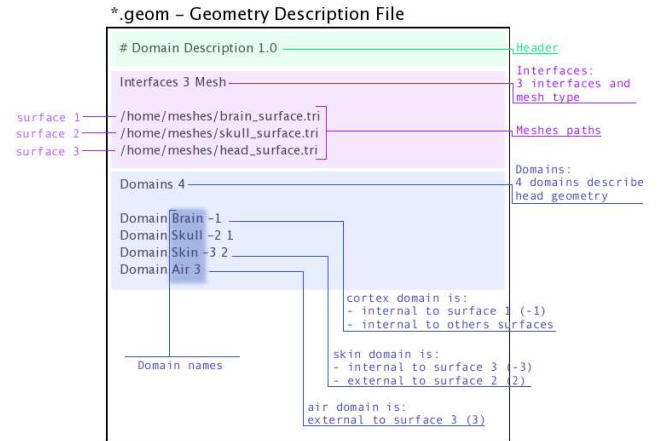 *.geom – Geometry Description File
# Domain Description 1.0
Header
Interfaces 3 Mesh
Interfaces:
3 interfaces and
mesh type
surface 1
/home/meshes/brain_surface.tri
surface 2
/home/meshes/skull_surface.tri
Meshes paths
surface 3
/home/meshes/head_surface.tri
Domains 4
Domains:
4 domains describe
head geometry
Domain Brain -1
Domain Skull -2 1
Domain Skin -3 2
Domain Air 3
cortex domain is:
- internal to surface 1 (-1)
- internal to others surfaces
Domain names
skin domain is:
- internal to surface 3 (-3)
- external to surface 2 (2)
air domain is:
external to surface 3 (3)